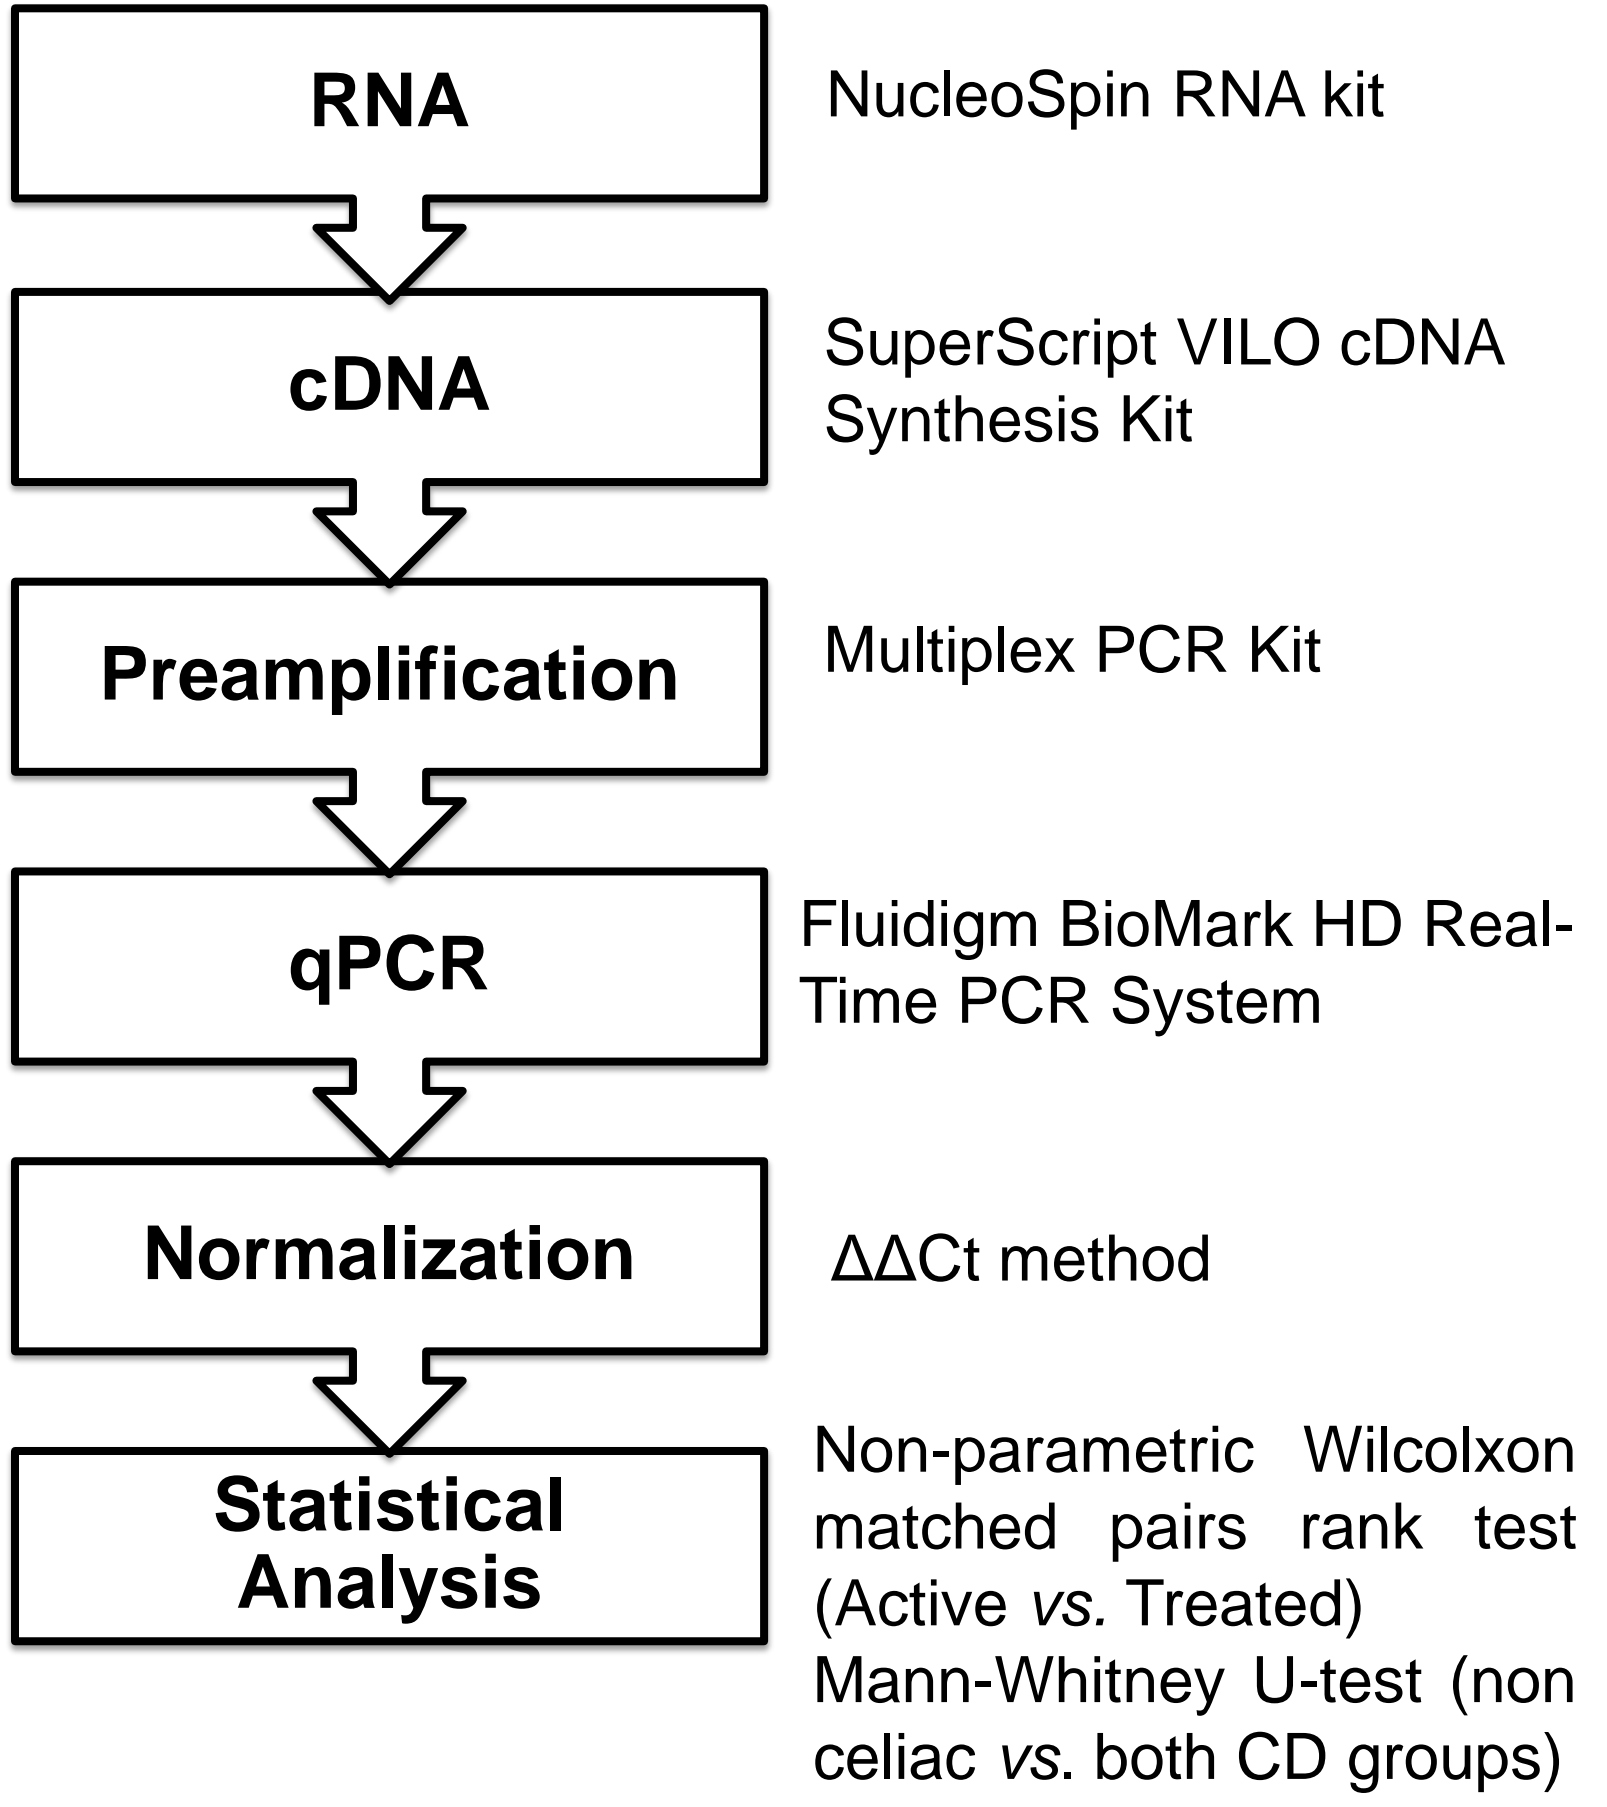 RNA
NucleoSpin RNA kit
cDNA
SuperScript VILO cDNA
Synthesis Kit
Preamplification
Multiplex PCR Kit
qPCR
Fluidigm BioMark HD Real-
Time PCR System
Normalization
ΔΔCt method
Statistical
Analysis
Non-parametric Wilcolxon
matched pairs rank test
(Active vs. Treated)
Mann-Whitney U-test (non
celiac vs. both CD groups)